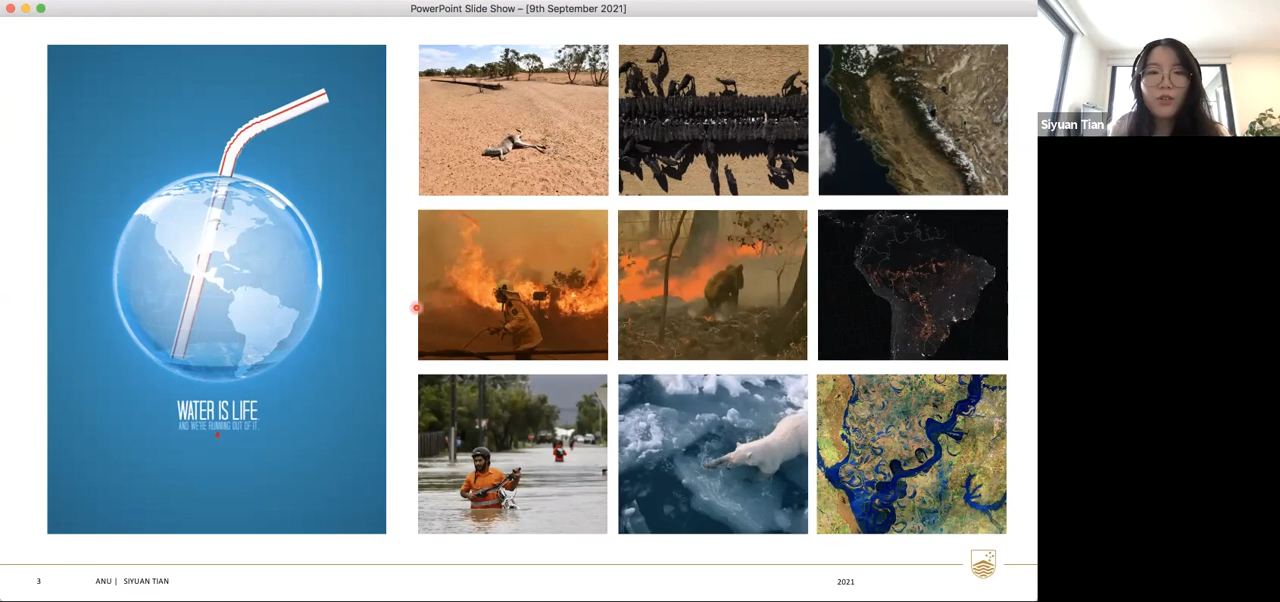 PowerPoint Slide Show – [9th September 2021]
Siyuan Tian
WATER IS LIFE
AND WE'RE RUNNING OUT OF IT.
3
ANU | SIYUAN TIAN
2021